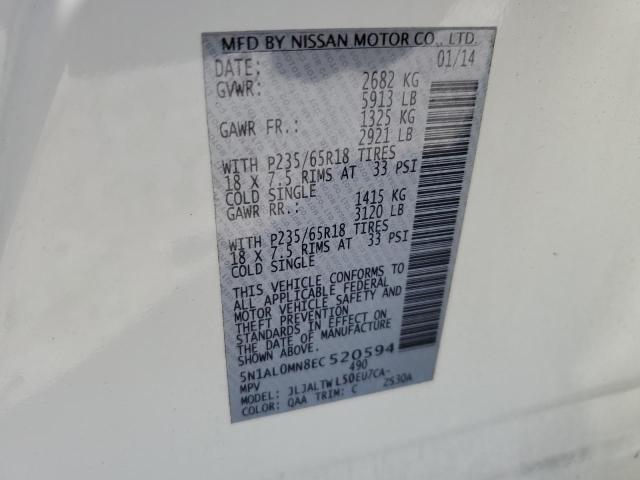 MFD BY NISSAN MOTOR CO., LTD.
DATE: 01/14
GVWR: 2682 KG
5913 LB
GAWR FR.: 1325 KG
2921 LB
WITH P235/65R18 TIRES
18 X 7.5 RIMS AT 33 PSI
COLD SINGLE
GAWR RR.: 1415 KG
3120 LB
WITH P235/65R18 TIRES
18 X 7.5 RIMS AT 33 PSI
COLD SINGLE
THIS VEHICLE CONFORMS TO
ALL APPLICABLE FEDERAL
MOTOR VEHICLE SAFETY AND
THEFT PREVENTION
STANDARDS IN EFFECT ON
THE DATE OF MANUFACTURE
SHOWN ABOVE.
5N1AL0MN8EC520594
MPV 490
MODEL: JLJALTWL50EU7CA-
COLOR: QAA TRIM: C 2S30A